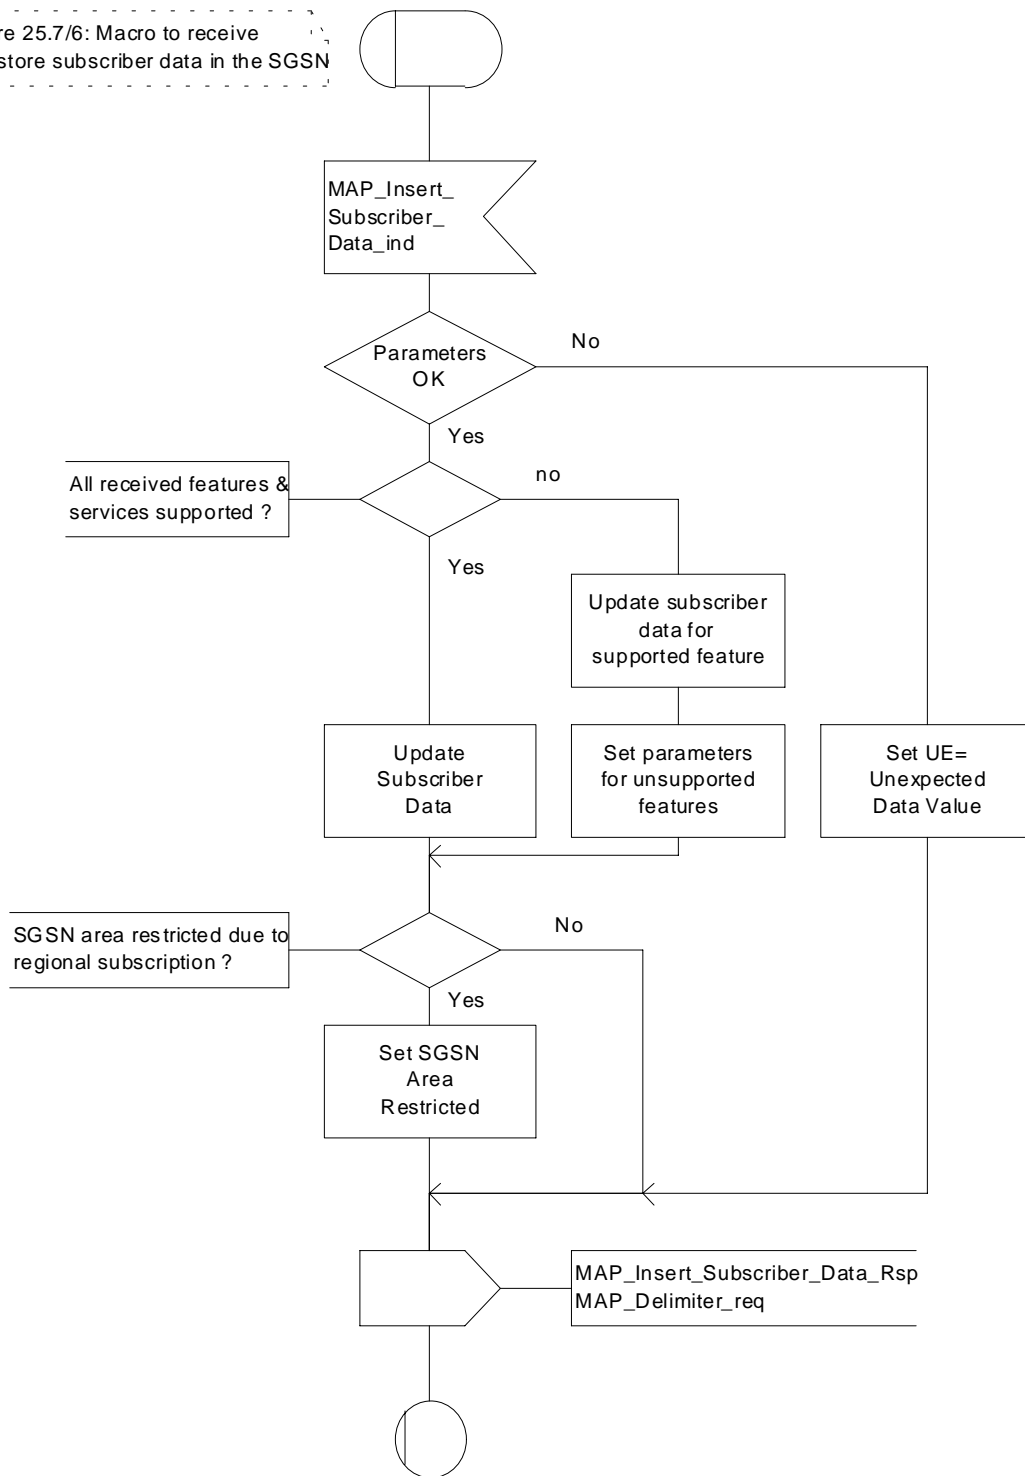 re 25.7/6: Macro to receive
store subscriber data in the SGSN
MAP_Insert_
Subscriber_
Data_ind
Parameters
OK
No
Yes
All received features &
services supported ?
no
Yes
Update subscriber
data for
supported feature
Update
Subscriber
Data
Set parameters
for unsupported
features
Set UE=
Unexpected
Data Value
SGSN area restricted due to
regional subscription ?
No
Yes
Set SGSN
Area
Restricted
MAP_Insert_Subscriber_Data_Rsp
MAP_Delimiter_req